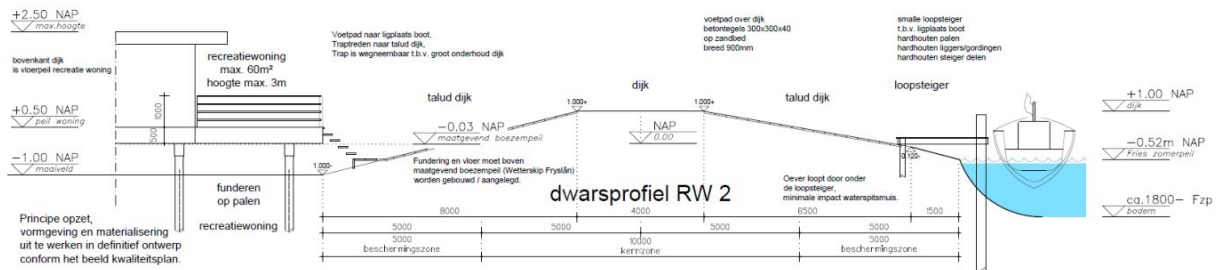 +2.50 NAP
max.hoogte
bovenkant dijk
is vloerpeil recreatie woning
+0.50 NAP
peil woning
-1.00 NAP
maaiveld
Principe opzet,
vormgeving en materialisering
uit te werken in definitief ontwerp
conform het beeld kwaliteitsplan.
recreatiewoning
max. 60m²
hoogte max. 3m
1000
500
funderen
op palen
recreatiewoning
Voetpad naar ligplaats boot.
Traptreden naar talud dijk,
Trap is wegneembaar t.b.v. groot onderhoud dijk
talud dijk
-0.03 NAP
maatgevend boezempeil
1.000-
Fundering en vloer moet boven
maatgevend boezempeil (Wetterskip Fryslân)
worden gebouwd / aangelegd.
dijk
1.000+
1.000+
NAP
0.00
voetpad over dijk
betontegels 300x300x40
op zandbed
breed 900mm
talud dijk
smalle loopsteiger
t.b.v. ligplaats boot
hardhouten palen
hardhouten liggers/gordingen
hardhouten steiger delen
loopsteiger
0.120-
Oever loopt door onder
de loopsteiger,
minimale impact waterspitsmuis.
+1.00 NAP
dijk
-0.52m NAP
Fries zomerpeil
ca.1800- Fzp
bodem
dwarsprofiel RW 2
8000
4000
6500
1500
5000
5000
5000
5000
5000
10000
5000
beschermingszone
kernzone
beschermingszone